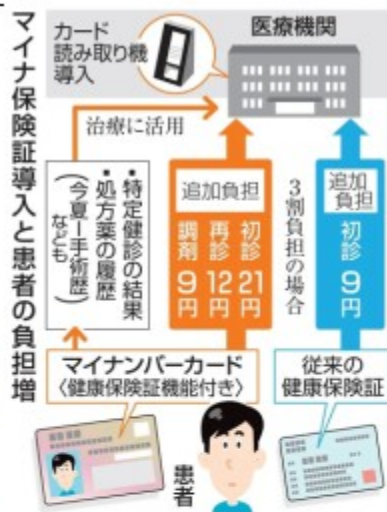 マイナ保険証導入と患者の負担増
カード
読み取り機
導入
医療機関
治療に活用
・特定健診の結果
・処方薬の履歴
(今夏ー手術歴)
なども
追加負担
初診
21
円
再診
12
円
調剤
9
円
3割負担の場合
追加
負担
初診
9
円
マイナンバーカード
〈健康保険証機能付き〉
従来の
健康保険証
患者